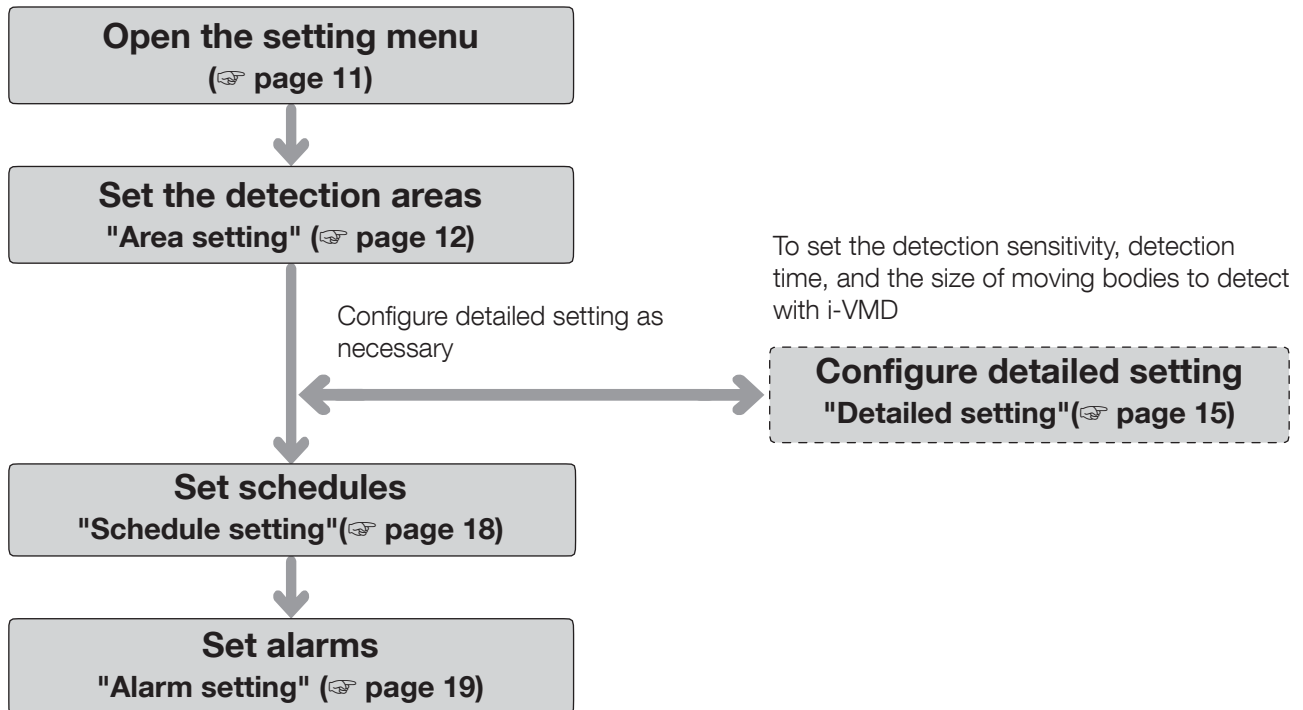 Open the setting menu
(☞ page 11)
Set the detection areas
"Area setting" (☞ page 12)
Configure detailed setting as
necessary
To set the detection sensitivity, detection
time, and the size of moving bodies to detect
with i-VMD
Configure detailed setting
"Detailed setting"(☞ page 15)
Set schedules
"Schedule setting"(☞ page 18)
Set alarms
"Alarm setting" (☞ page 19)